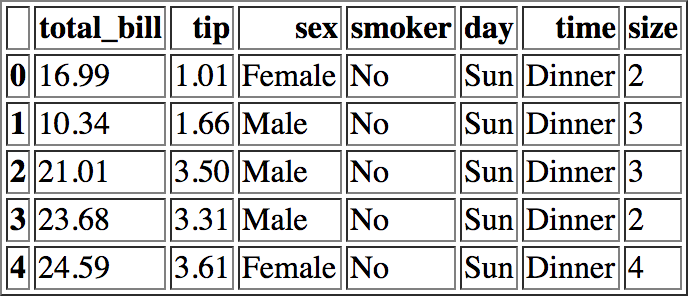 total_bill tip sex smoker day time size
0 16.99 1.01 Female No Sun Dinner 2
1 10.34 1.66 Male No Sun Dinner 3
2 21.01 3.50 Male No Sun Dinner 3
3 23.68 3.31 Male No Sun Dinner 2
4 24.59 3.61 Female No Sun Dinner 4